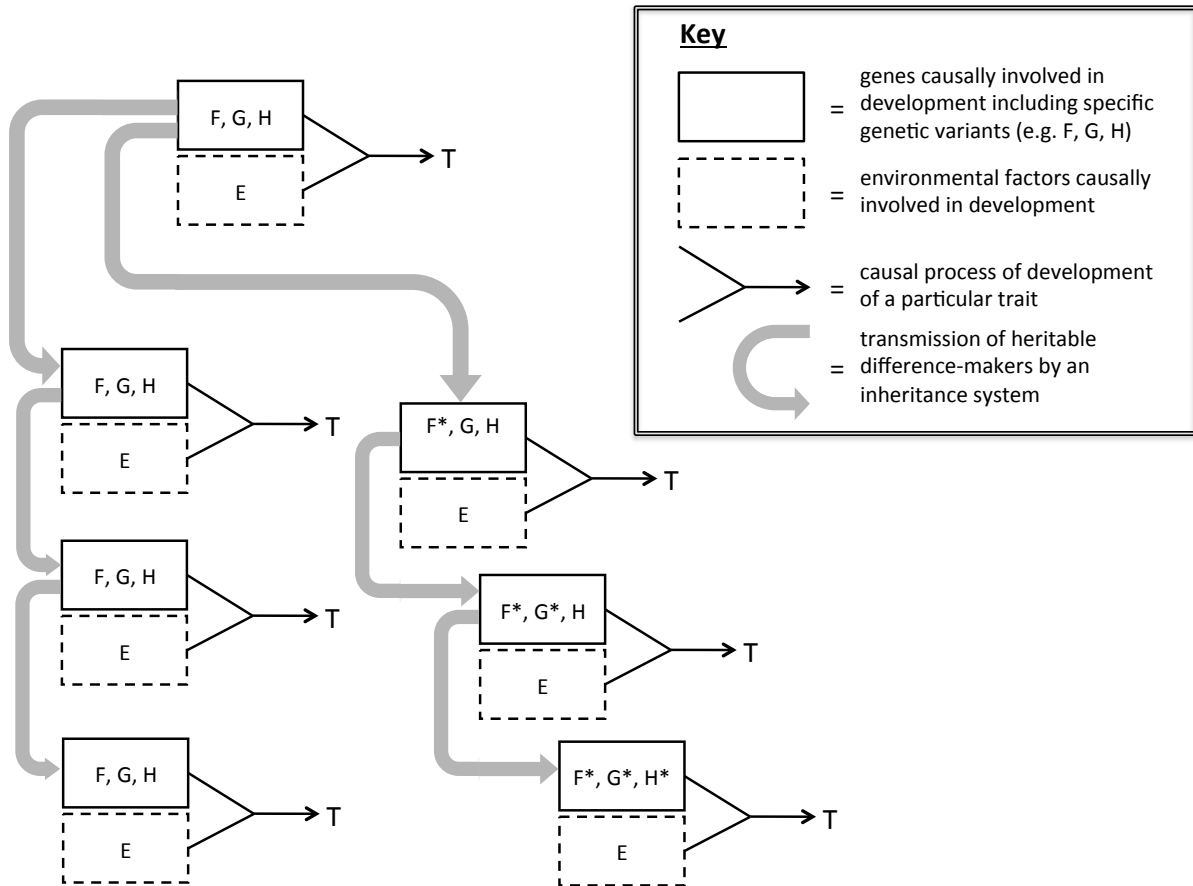 Key
genes causally involved in
development including specific
genetic variants (e.g. F, G, H)
=
environmental factors causally
involved in development
=
causal process of development
of a particular trait
=
transmission of heritable
difference-makers by an
inheritance system
=
F, G, H
E
T
F, G, H
E
T
F*, G, H
E
T
F, G, H
E
T
F*, G*, H
E
T
F, G, H
E
T
F*, G*, H*
E
T